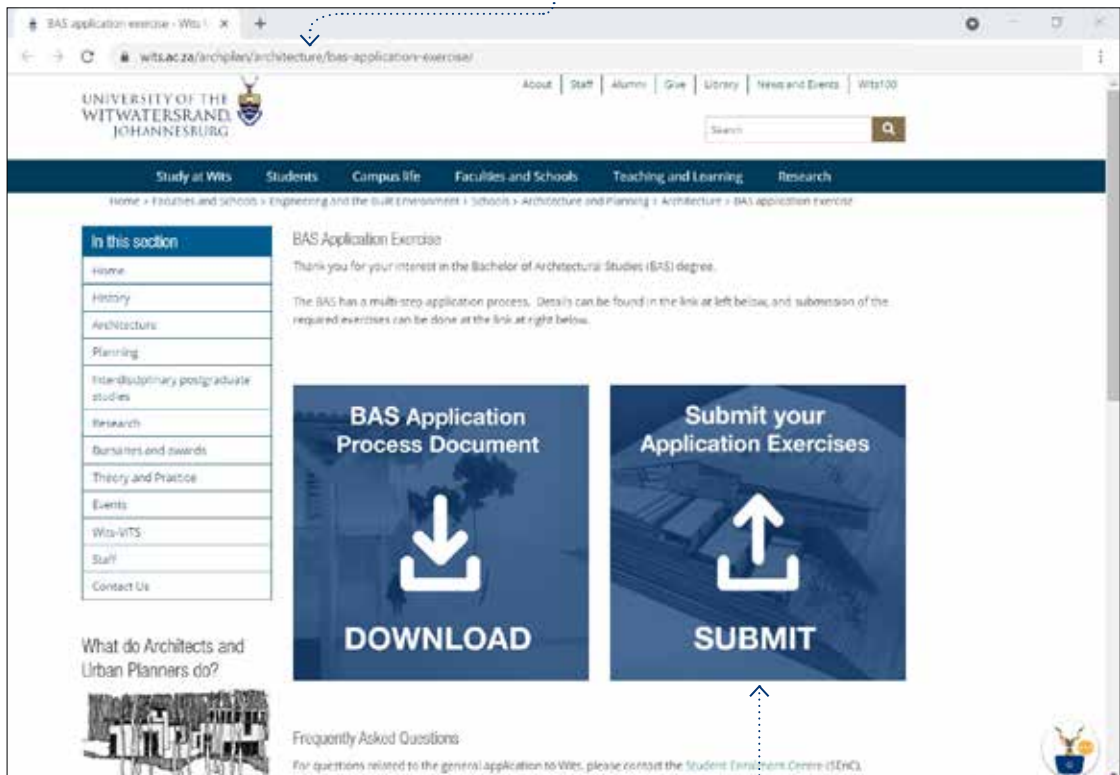 BAS application exercise - Wits
wits.ac.za/archplan/architecture/bas-application-exercise/
UNIVERSITY OF THE
WITWATERSRAND,
JOHANNESBURG
About | Staff | Alumni | Give | Library | News and Events | Wits100
Search
Study at Wits
Students
Campus life
Faculties and Schools
Teaching and Learning
Research
Home > Faculties and Schools > Engineering and the Built Environment > Schools > Architecture and Planning > Architecture > BAS application exercise
In this section
Home
History
Architecture
Planning
Interdisciplinary postgraduate
studies
Research
Bursaries and awards
Theory and Practice
Events
Wits-VITS
Staff
Contact Us
What do Architects and
Urban Planners do?
BAS Application Exercise
Thank you for your interest in the Bachelor of Architectural Studies (BAS) degree.
The BAS has a multi-step application process. Details can be found in the link at left below, and submission of the
required exercises can be done at the link at right below.
BAS Application
Process Document
DOWNLOAD
Submit your
Application Exercises
SUBMIT
Frequently Asked Questions
For questions related to the general application to Wits, please contact the Student Enrolment Centre (SEnC).